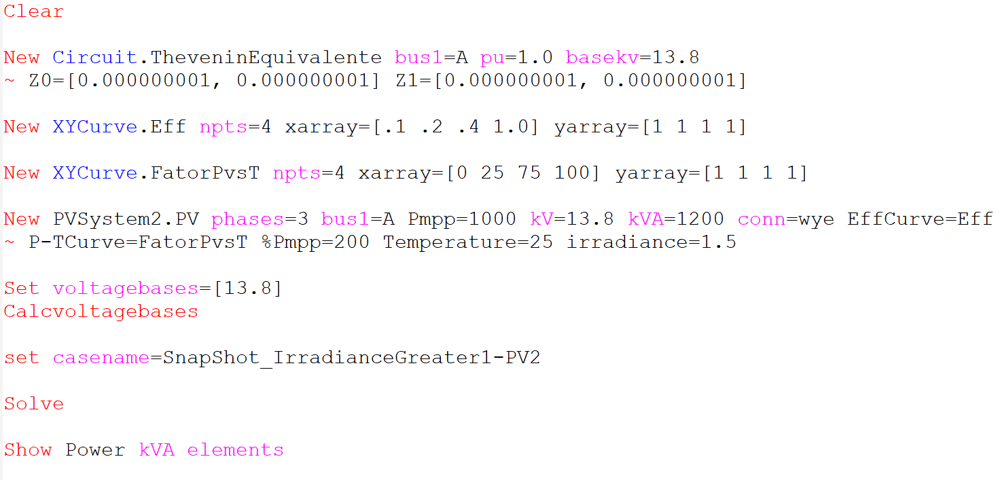 Clear
New Circuit.TheveninEquivalente bus1=A pu=1.0 basekv=13.8
~ Z0=[0.000000001, 0.000000001] Z1=[0.000000001, 0.000000001]
New XYCurve.Eff npts=4 xarray=[.1 .2 .4 1.0] yarray=[1 1 1 1]
New XYCurve.FatorPvsT npts=4 xarray=[0 25 75 100] yarray=[1 1 1 1]
New PVSystem2.PV phases=3 bus1=A Pmpp=1000 kV=13.8 kVA=1200 conn=wye EffCurve=Eff
~ P-TCurve=FatorPvsT %Pmpp=200 Temperature=25 irradiance=1.5
Set voltagebases=[13.8]
Calcvoltagebases
set casename=SnapShot_IrradianceGreater1-PV2
Solve
Show Power kVA elements